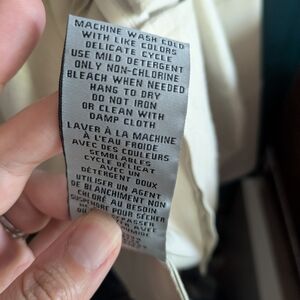 MACHINE WASH COLD
WITH LIKE COLORS
DELICATE CYCLE
USE MILD DETERGENT
ONLY NON-CHLORINE
BLEACH WHEN NEEDED
HANG TO DRY
DO NOT IRON
OR CLEAN WITH
DAMP CLOTH
LAVER À LA MACHINE
À L'EAU FROIDE
AVEC DES COULEURS
SEMBLABLES
CYCLE DÉLICAT
AVEC UN
DÉTERGENT DOUX
UTILISER UN AGENT
DE BLANCHIMENT NON
CHLORÉ AU BESOIN
POUR SÉCHER